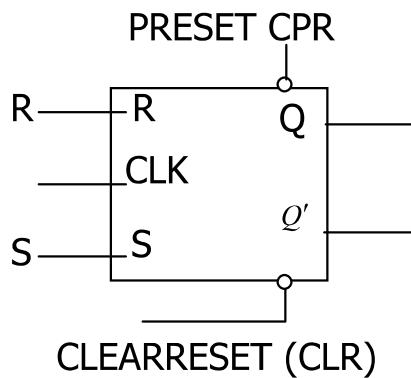 PRESET CPR
R R Q
CLK
Q'
S S
CLEARRESET (CLR)